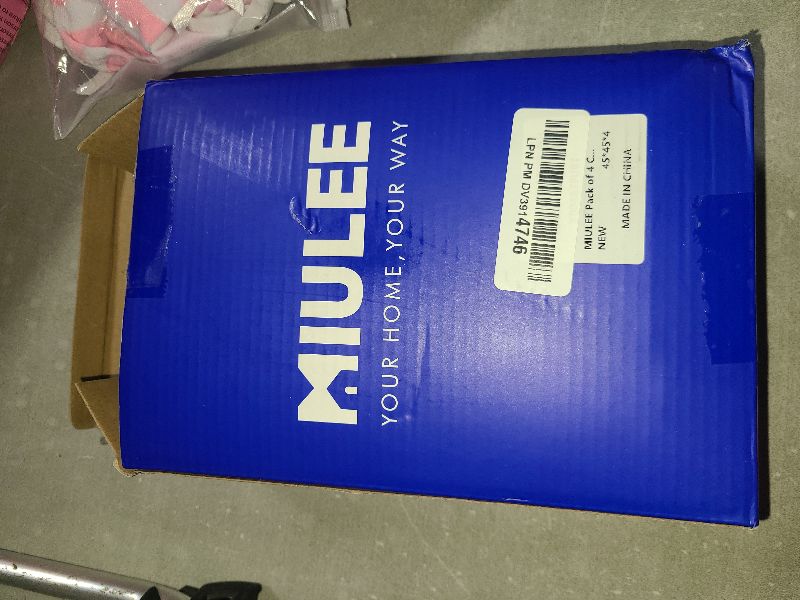 MIULEE
YOUR HOME, YOUR WAY
LPN PM DV3914746
MIULEE Pack of 4 C...
NEW
45*45*4
MADE IN CHINA